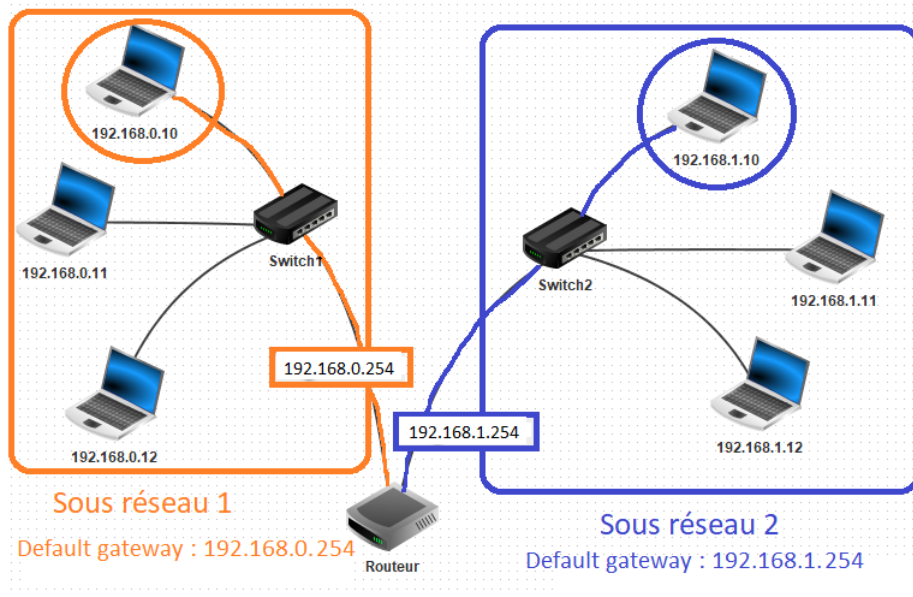 192.168.0.10
192.168.0.11
Switch1
192.168.0.12
192.168.0.254
Sous réseau 1
Default gateway : 192.168.0.254
Routeur
192.168.1.10
Switch2
192.168.1.11
192.168.1.12
192.168.1.254
Sous réseau 2
Default gateway : 192.168.1.254